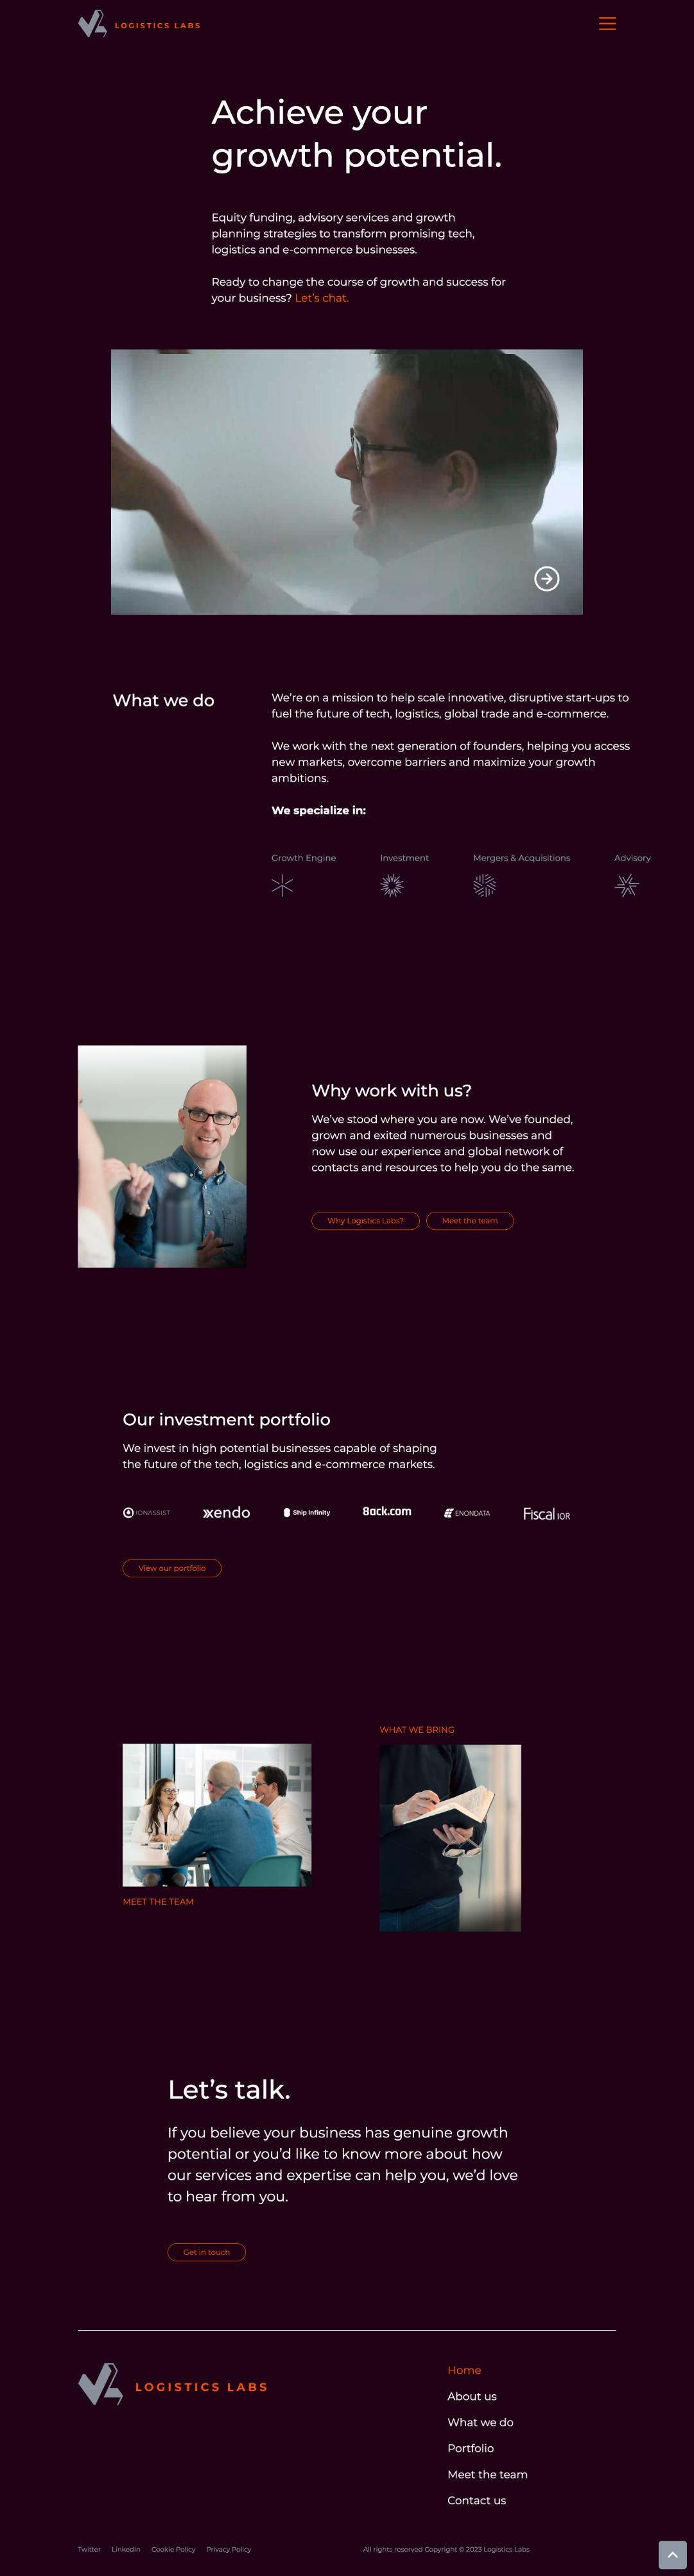 LOGISTICS LABS
Achieve your
growth potential.
Equity funding, advisory services and growth
planning strategies to transform promising tech,
logistics and e-commerce businesses.
Ready to change the course of growth and success for
your business? Let's chat.
What we do
We're on a mission to help scale innovative, disruptive start-ups to
fuel the future of tech, logistics, global trade and e-commerce.
We work with the next generation of founders, helping you access
new markets, overcome barriers and maximize your growth
ambitions.
We specialize in:
Growth Engine
Investment
Mergers & Acquisitions
Advisory
Why work with us?
We've stood where you are now. We've founded,
grown and exited numerous businesses and
now use our experience and global network of
contacts and resources to help you do the same.
Why Logistics Labs?
Meet the team
Our investment portfolio
We invest in high potential businesses capable of shaping
the future of the tech, logistics and e-commerce markets.
IONASSIST
xendo
Ship Infinity
8ack.com
ENONDATA
Fiscal IOR
View our portfolio
WHAT WE BRING
MEET THE TEAM
Let's talk.
If you believe your business has genuine growth
potential or you'd like to know more about how
our services and expertise can help you, we'd love
to hear from you.
Get in touch
LOGISTICS LABS
Home
About us
What we do
Portfolio
Meet the team
Contact us
Twitter
LinkedIn
Cookie Policy
Privacy Policy
All rights reserved Copyright © 2023 Logistics Labs